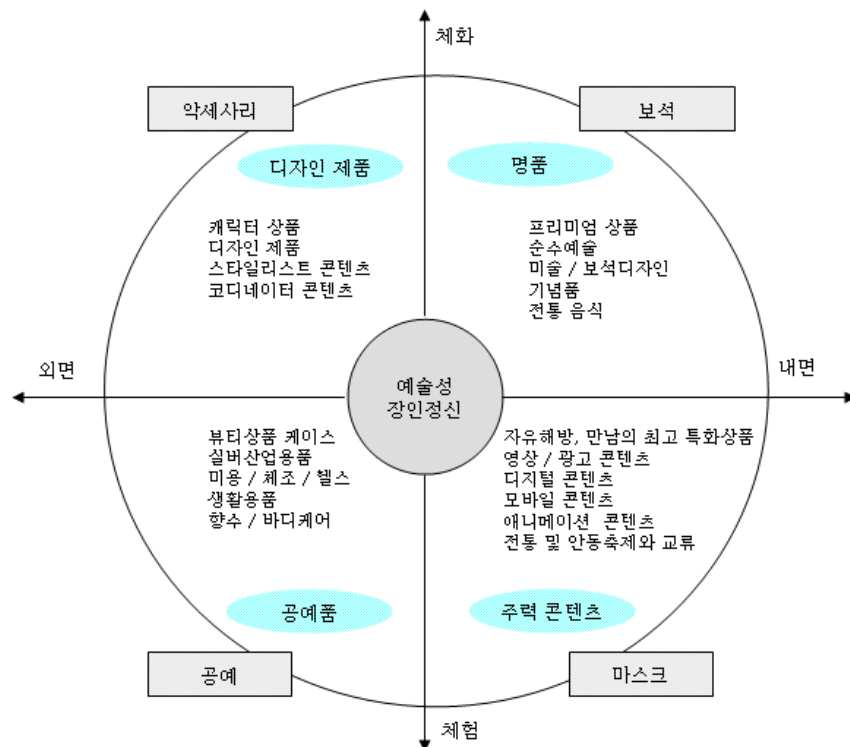 체화
악세사리
보석
디자인 제품
명품
캐릭터 상품
디자인 제품
스타일리스트 콘텐츠
코디네이터 콘텐츠
프리미엄 상품
순수예술
미술 / 보석디자인
기념품
전통 음식
외면
내면
예술성
장인정신
뷰티상품 케이스
실버산업용품
미용 / 체조 / 헬스
생활용품
향수 / 바디케어
자유해방, 만남의 최고 특화상품
영상 / 광고 콘텐츠
디지털 콘텐츠
모바일 콘텐츠
애니메이션 콘텐츠
전통 및 안동축제와 교류
공예품
주력 콘텐츠
공예
마스크
체험